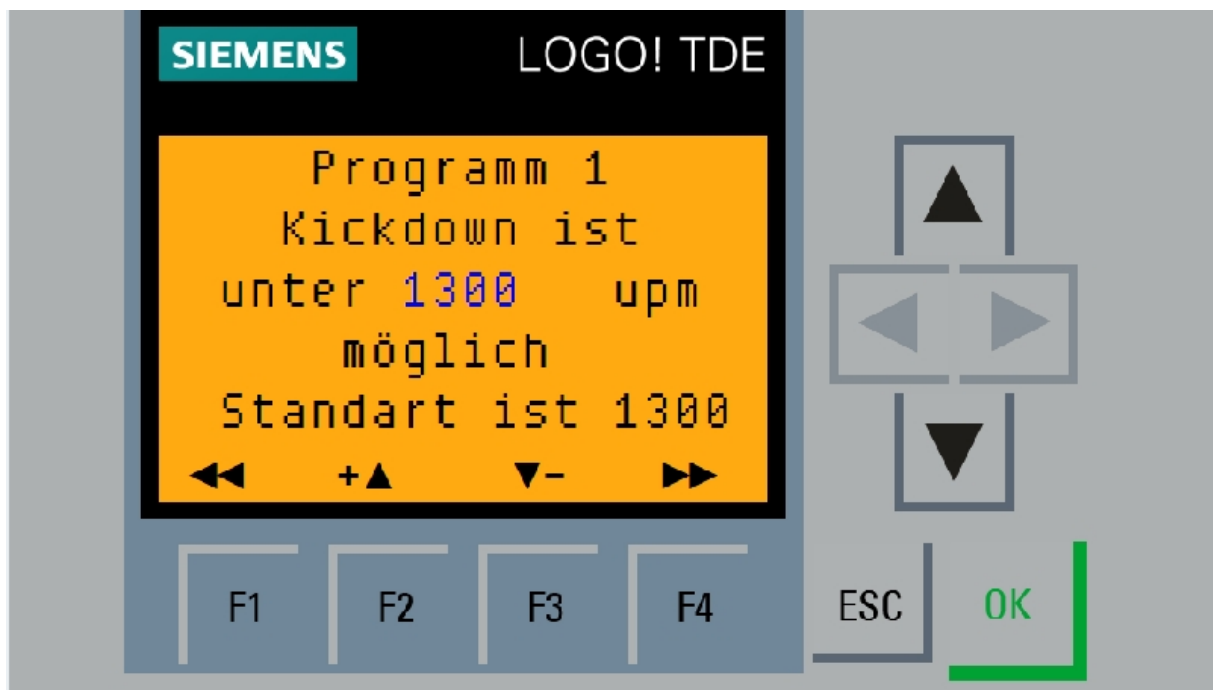 SIEMENS LOGO! TDE
Programm 1
Kickdown ist
unter 1300 upm
möglich
Standart ist 1300
◀◀ +▲ ▼- ▶▶
F1 F2 F3 F4 ESC OK